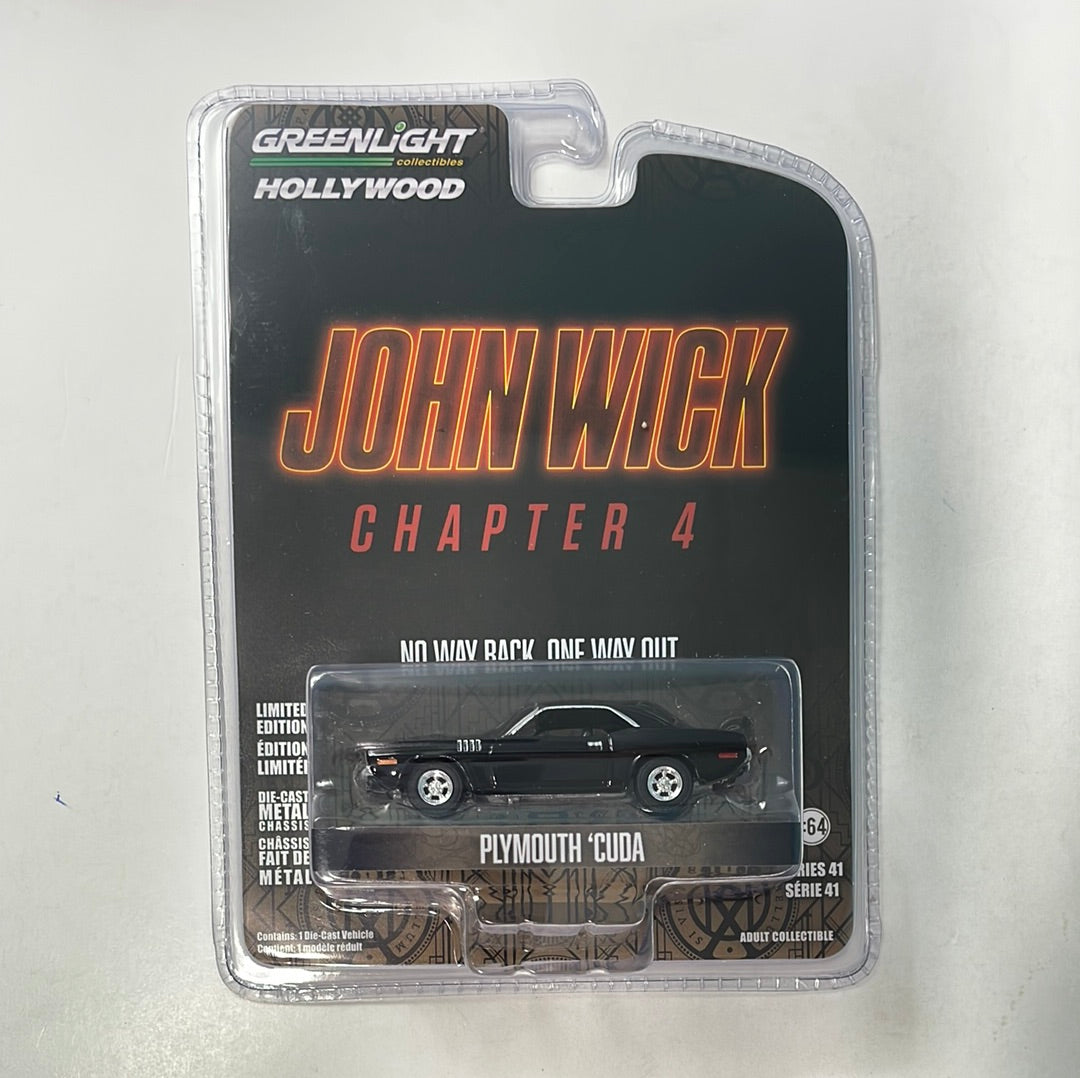 GREENLiGHT
collectibles
HOLLYWOOD
JOHN WICK
CHAPTER 4
NO WAY BACK, ONE WAY OUT
LIMITED
EDITION
ÉDITION
LIMITÉ
DIE-CAST
METAL
CHASSIS
CHÂSSIS
FAIT DE
MÉTAL
PLYMOUTH ‘CUDA
:64
RIES 41
SÉRIE 41
Contains: 1 Die-Cast Vehicle
Contient: 1 modèle réduit
ADULT COLLECTIBLE